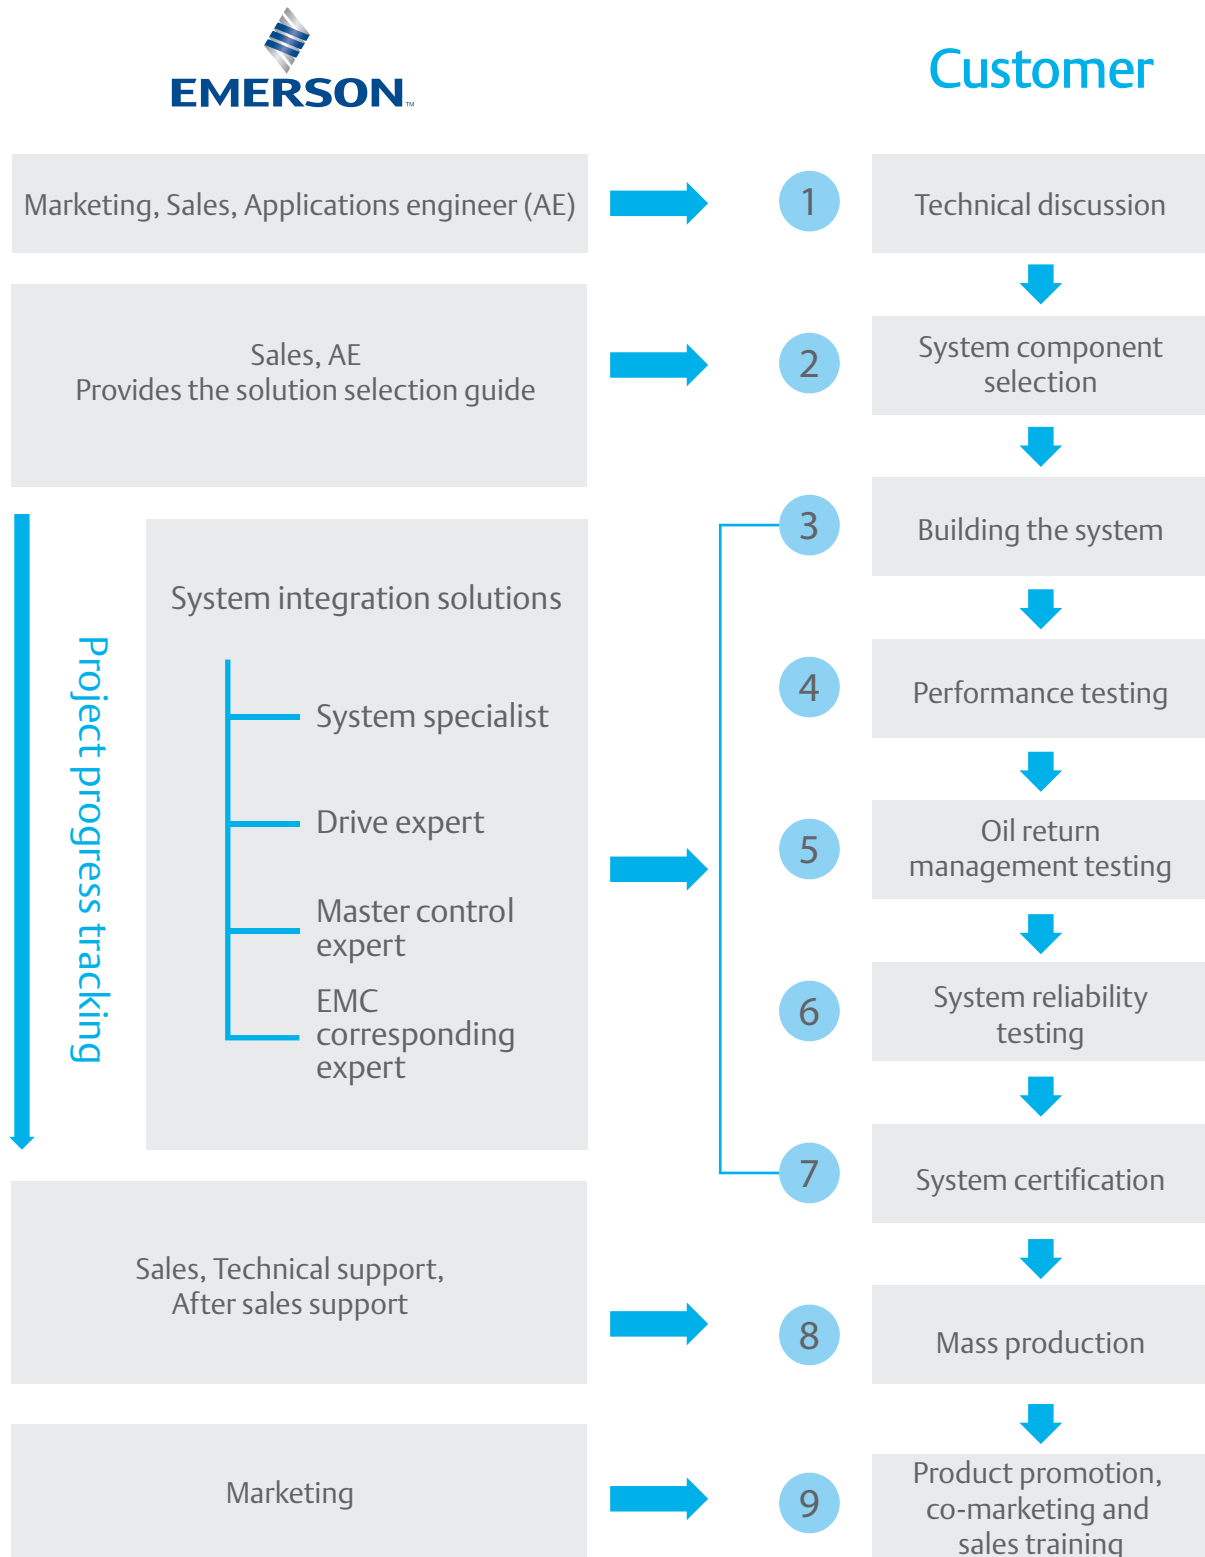 EMERSON
TM
Customer
Marketing, Sales, Applications engineer (AE)
1
Technical discussion
Sales, AE
Provides the solution selection guide
2
System component
selection
Project progress tracking
System integration solutions
System specialist
Drive expert
Master control
expert
EMC
corresponding
expert
3
Building the system
4
Performance testing
5
Oil return
management testing
6
System reliability
testing
7
System certification
Sales, Technical support,
After sales support
8
Mass production
Marketing
9
Product promotion,
co-marketing and
sales training